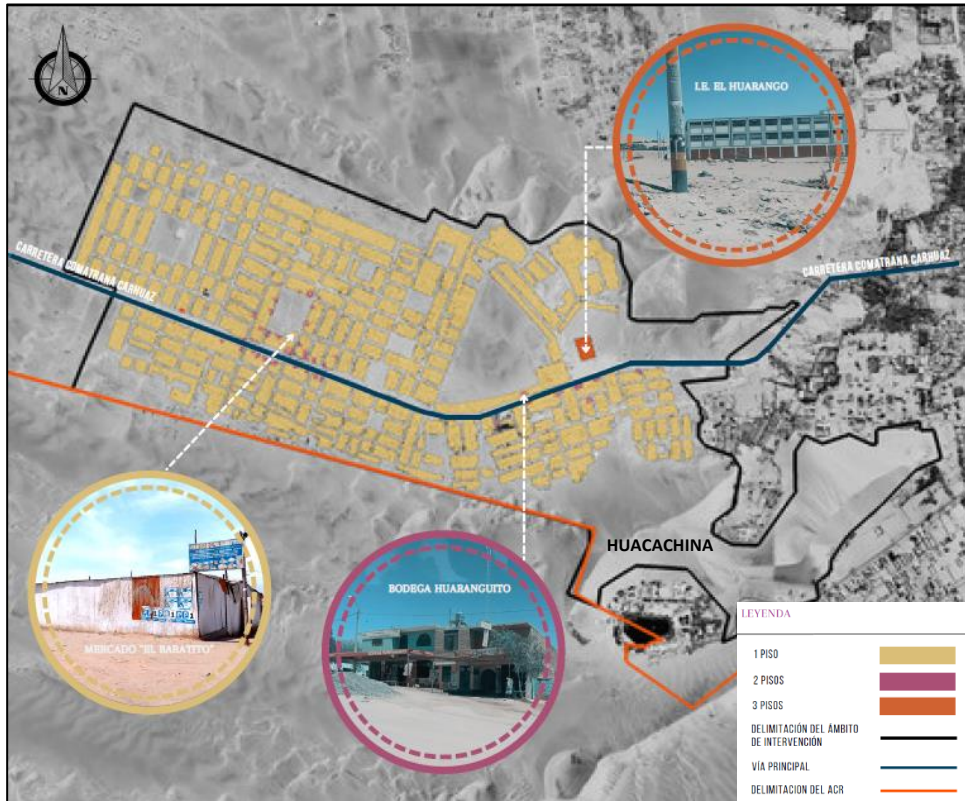 N
I.E. EL HUARANGO
CARRETERA COMATRANA CARHUAZ
CARRETERA COMATRANA CARHUAZ
HUACACHINA
BODEGA HUARANGUITO
MERCADO "EL BARATITO"
LEYENDA
1 PISO
2 PISOS
3 PISOS
DELIMITACIÓN DEL ÁMBITO
DE INTERVENCIÓN
VÍA PRINCIPAL
DELIMITACION DEL ACR